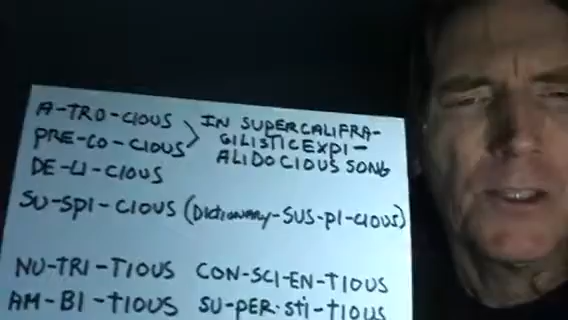 A-TRO-CIOUS
PRE-CO-CIOUS
IN SUPERCALIFRA-
GILISTICEXPI-
ALIDOCIOUS SONG
DE-LI-CIOUS
SU-SPI-CIOUS (DICTIONARY-SUS-PI-CIOUS)
NU-TRI-TIOUS CON-SCI-EN-TIOUS
AM-BI-TIOUS SU-PER-STI-TIOUS